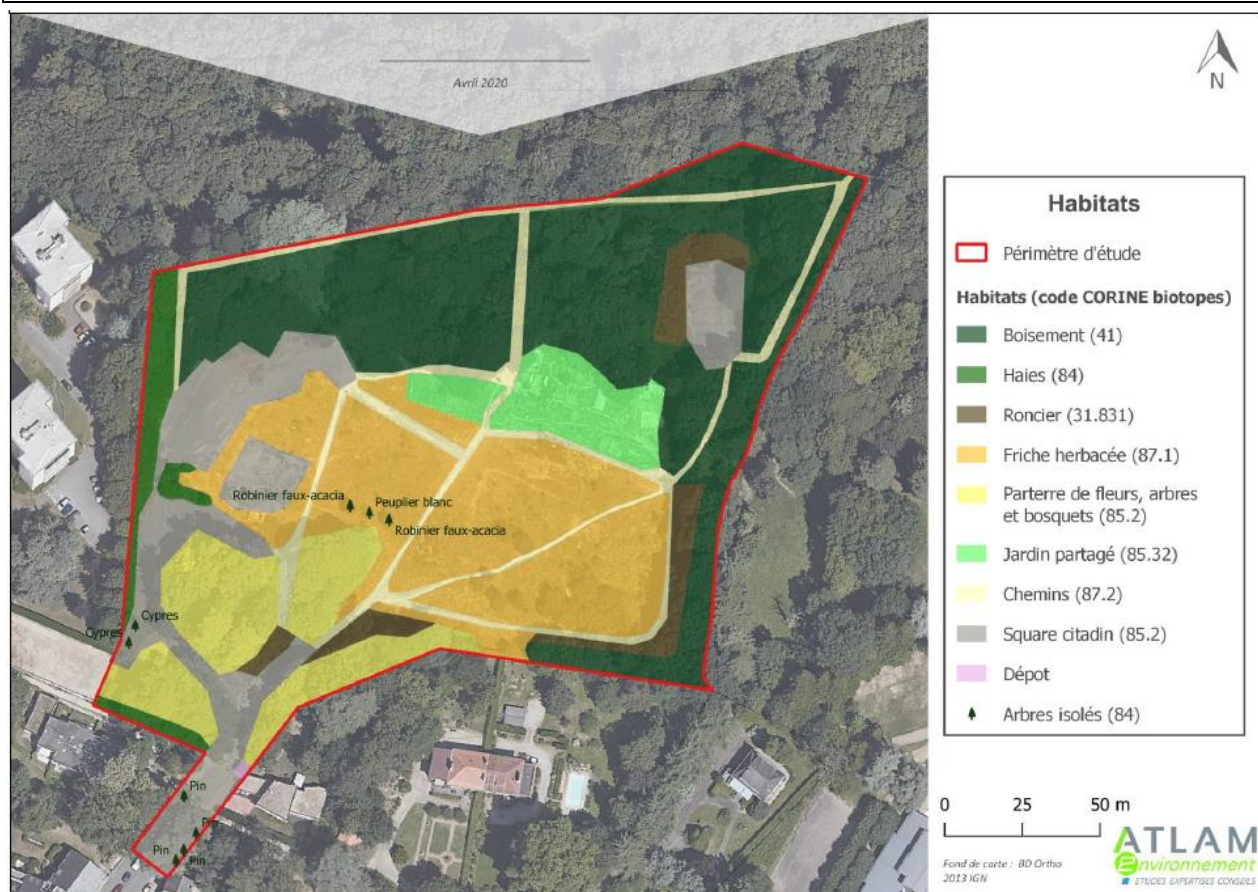 Avril 2020
N
Robinier faux-acacia
Peuplier blanc
Robinier faux-acacia
Cypres
Cypres
Pin
Pin
Pin
Pin
Habitats
Périmètre d'étude
Habitats (code CORINE biotopes)
Boisement (41)
Haies (84)
Roncier (31.831)
Friche herbacée (87.1)
Parterre de fleurs, arbres
et bosquets (85.2)
Jardin partagé (85.32)
Chemins (87.2)
Square citadin (85.2)
Dépot
Arbres isolés (84)
0 25 50 m
Fond de carte : BD Ortho
2013 IGN
ATLAM
environnement
ETUDES EXPERTISES CONSEILS